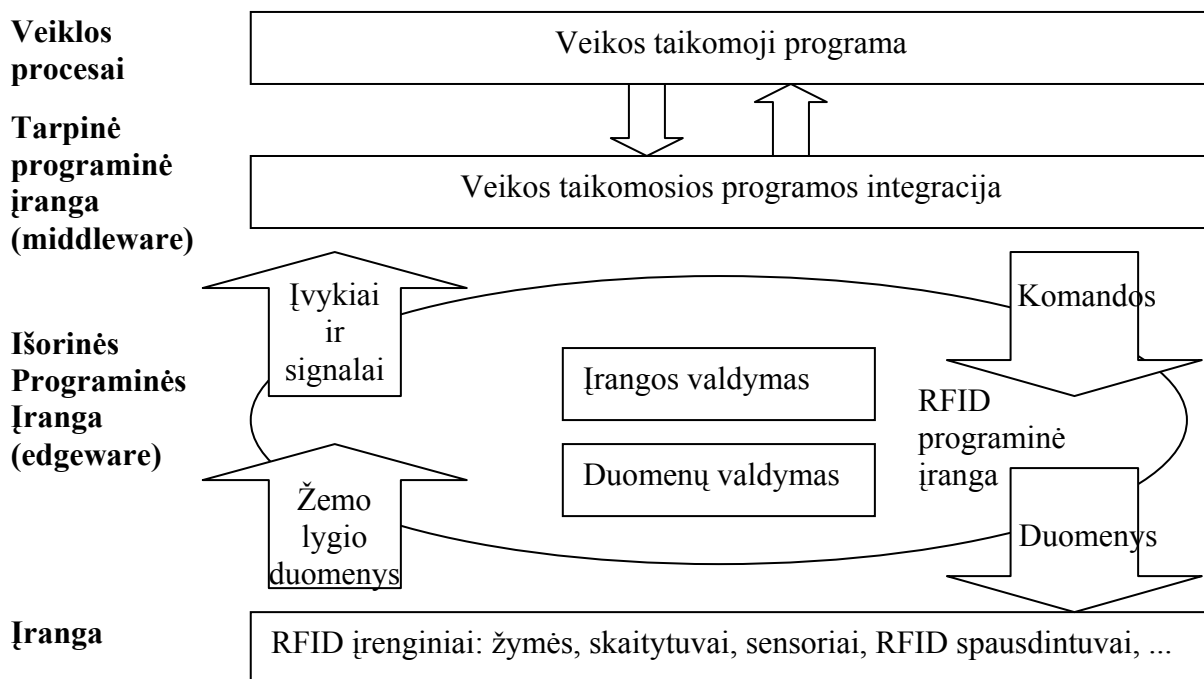 Veiklos
procesai
Veikos taikomoji programa
Tarpinė
programinė
įranga
(middleware)
Veikos taikomosios programos integracija
Įvykiai
ir
signalai
Komandos
Išorinės
Programinės
Įranga
(edgeware)
Įrangos valdymas
RFID
programinė
įranga
Duomenų valdymas
Žemo
lygio
duomenys
Duomenys
Įranga
RFID įrenginiai: žymės, skaitytuvai, sensoriai, RFID spausdintuvai, ...